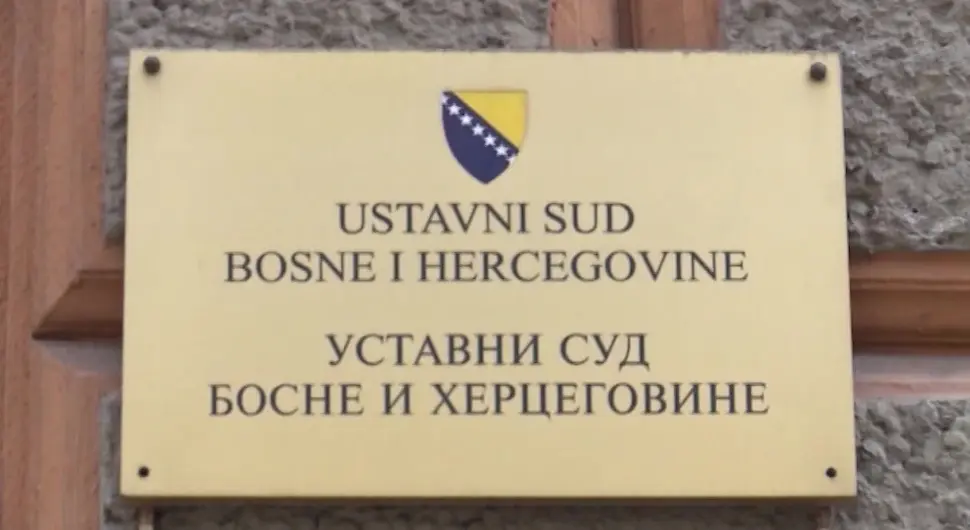 USTAVNI SUD
BOSNE I HERCEGOVINE
УСТАВНИ СУД
БОСНЕ И ХЕРЦЕГОВИНЕ